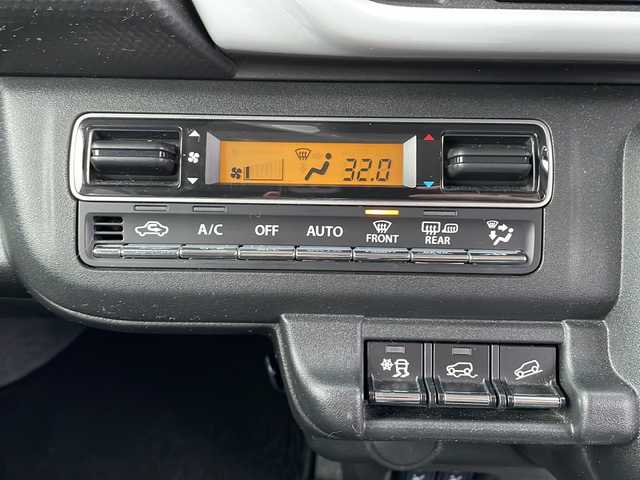 32.0
A/C OFF AUTO FRONT REAR